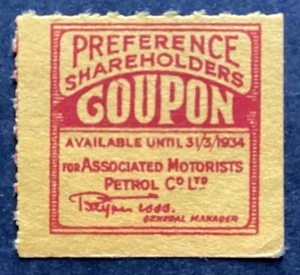 PREFERENCE
SHAREHOLDERS
COUPON
AVAILABLE UNTIL 31/3/1934
FOR ASSOCIATED MOTORISTS
PETROL CO LTD
GENERAL MANAGER